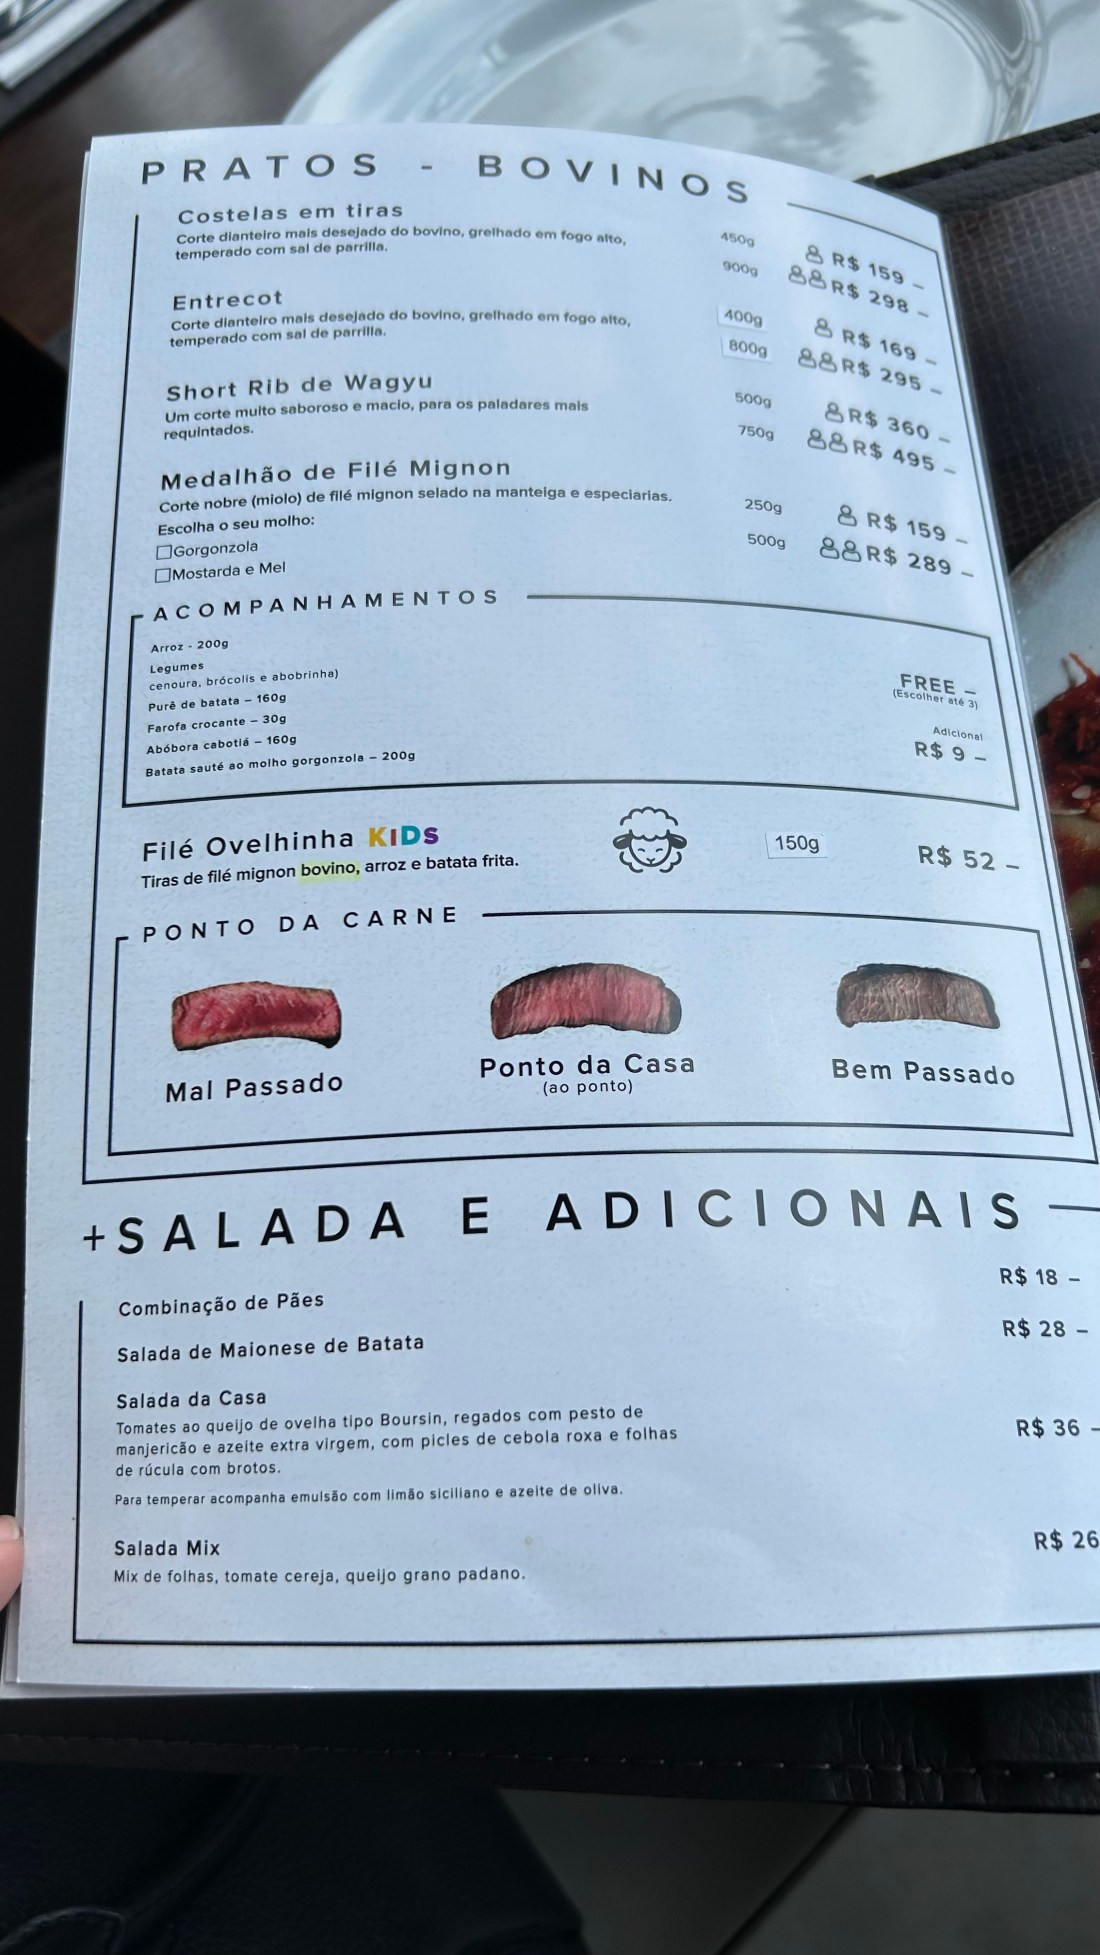 PRATOS - BOVINOS
Costelas em tiras
Corte dianteiro mais desejado do bovino, grelhado em fogo alto,
temperado com sal de parrilla.
450g R$ 159 –
900g R$ 298 –
Entrecot
Corte dianteiro mais desejado do bovino, grelhado em fogo alto,
temperado com sal de parrilla.
400g R$ 169 –
800g R$ 295 –
Short Rib de Wagyu
Um corte muito saboroso e macio, para os paladares mais
requintados.
500g R$ 360 –
750g R$ 495 –
Medalhão de Filé Mignon
Corte nobre (miolo) de filé mignon selado na manteiga e especiarias.
Escolha o seu molho:
Gorgonzola
Mostarda e Mel
250g R$ 159 –
500g R$ 289 –
ACOMPANHAMENTOS
Arroz - 200g
Legumes
cenoura, brócolis e abobrinha)
Purê de batata – 160g
Farofa crocante – 30g
Abóbora cabotiá – 160g
Batata sauté ao molho gorgonzola – 200g
FREE –
(Escolher até 3)
Adicional
R$ 9 –
Filé Ovelhinha KIDS
Tiras de filé mignon bovino, arroz e batata frita.
150g R$ 52 –
PONTO DA CARNE
Mal Passado
Ponto da Casa
(ao ponto)
Bem Passado
+SALADA E ADICIONAIS
Combinação de Pães R$ 18 –
Salada de Maionese de Batata R$ 28 –
Salada da Casa
Tomates ao queijo de ovelha tipo Boursin, regados com pesto de
manjericão e azeite extra virgem, com picles de cebola roxa e folhas
de rúcula com brotos.
R$ 36 –
Para temperar acompanha emulsão com limão siciliano e azeite de oliva.
Salada Mix R$ 26
Mix de folhas, tomate cereja, queijo grano padano.